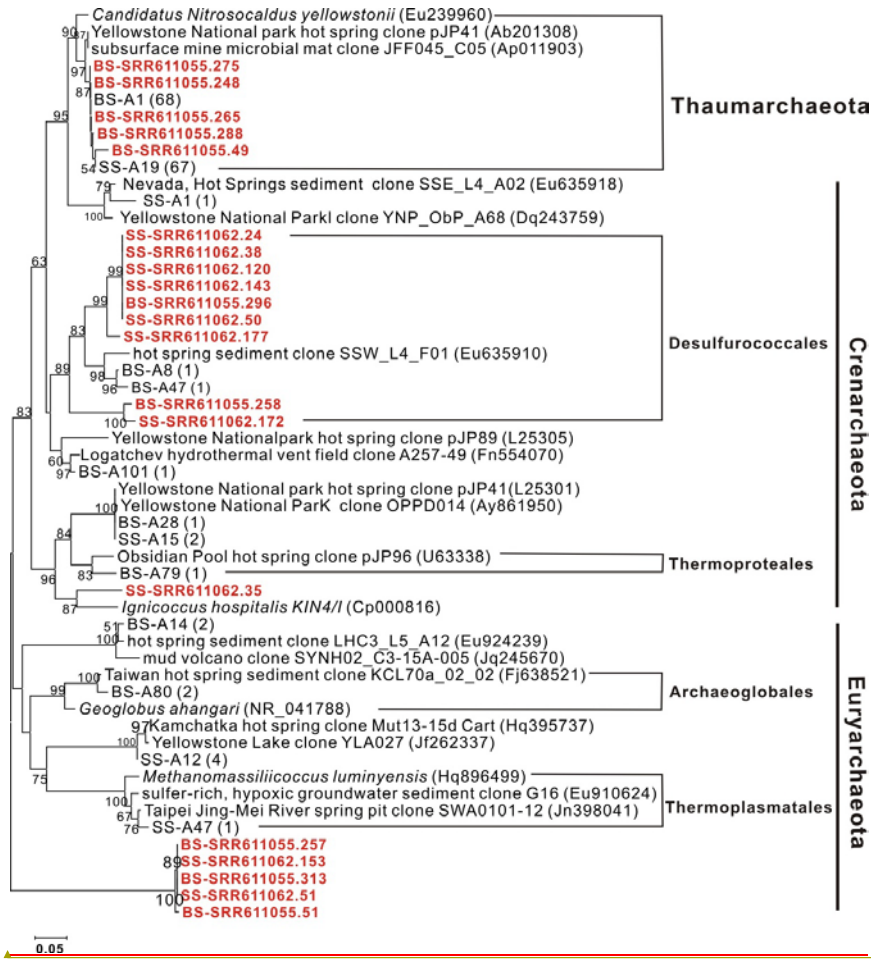 Candidatus Nitrosocaldus yellowstonii (Eu239960)
90
87
Yellowstone National park hot spring clone pJP41 (Ab201308)
subsurface mine microbial mat clone JFF045_C05 (Ap011903)
97
BS-SRR611055.275
BS-SRR611055.248
87
BS-A1 (68)
Thaumarchaeota
95
BS-SRR611055.265
BS-SRR611055.288
BS-SRR611055.49
54
SS-A19 (67)
79
Nevada, Hot Springs sediment clone SSE_L4_A02 (Eu635918)
SS-A1 (1)
100
Yellowstone National Parkl clone YNP_ObP_A68 (Dq243759)
SS-SRR611062.24
SS-SRR611062.38
63
99
SS-SRR611062.120
SS-SRR611062.143
99
BS-SRR611055.296
SS-SRR611062.50
83
SS-SRR611062.177
Desulfurococcales
hot spring sediment clone SSW_L4_F01 (Eu635910)
89
98
BS-A8 (1)
96
BS-A47 (1)
BS-SRR611055.258
83
100
SS-SRR611062.172
Crenarchaeota
Yellowstone Nationalpark hot spring clone pJP89 (L25305)
60
Logatchev hydrothermal vent field clone A257-49 (Fn554070)
97
BS-A101 (1)
Yellowstone National park hot spring clone pJP41(L25301)
100
Yellowstone National ParK clone OPPD014 (Ay861950)
BS-A28 (1)
84
SS-A15 (2)
Obsidian Pool hot spring clone pJP96 (U63338)
Thermoproteales
96
83
BS-A79 (1)
SS-SRR611062.35
87
Ignicoccus hospitalis KIN4/I (Cp000816)
51
BS-A14 (2)
100
hot spring sediment clone LHC3_L5_A12 (Eu924239)
mud volcano clone SYNH02_C3-15A-005 (Jq245670)
100
Taiwan hot spring sediment clone KCL70a_02_02 (Fj638521)
99
BS-A80 (2)
Archaeoglobales
Geoglobus ahangari (NR_041788)
97
Kamchatka hot spring clone Mut13-15d Cart (Hq395737)
100
Yellowstone Lake clone YLA027 (Jf262337)
SS-A12 (4)
75
Methanomassiliicoccus luminyensis (Hq896499)
100
sulfer-rich, hypoxic groundwater sediment clone G16 (Eu910624)
67
Taipei Jing-Mei River spring pit clone SWA0101-12 (Jn398041)
Thermoplasmatales
76
SS-A47 (1)
Euryarchaeota
BS-SRR611055.257
89
SS-SRR611062.153
BS-SRR611055.313
100
SS-SRR611062.51
BS-SRR611055.51
0.05